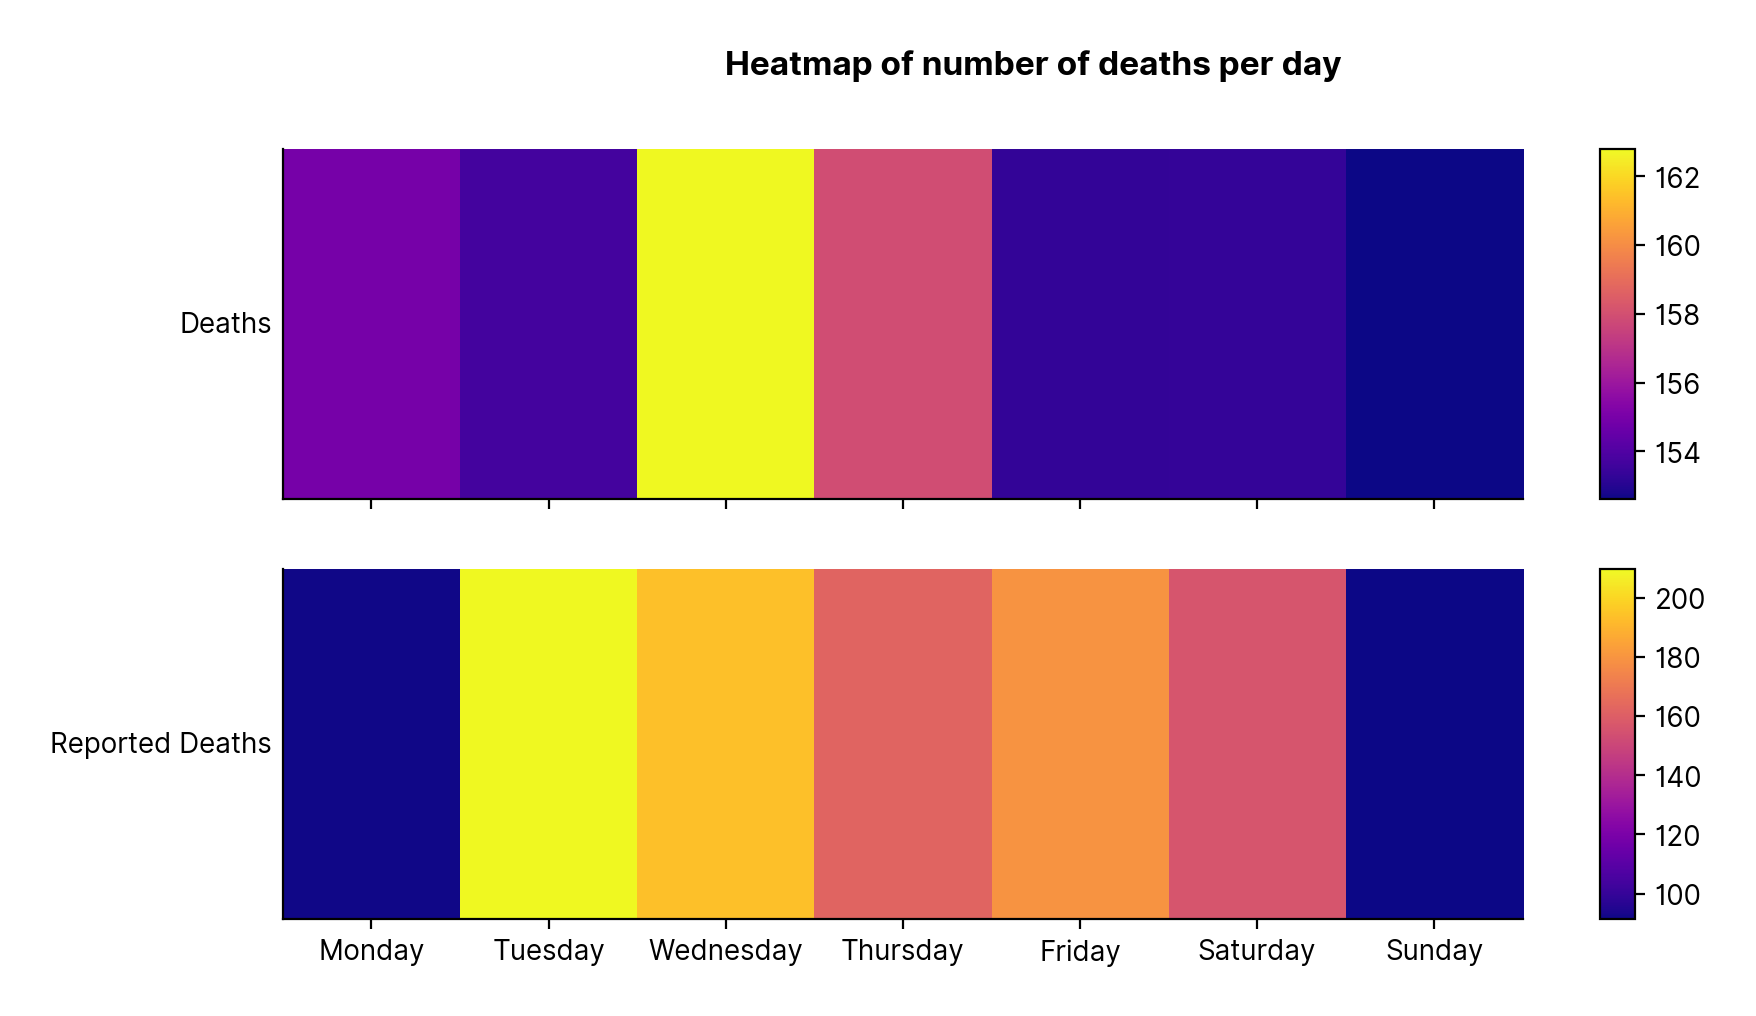 Heatmap of number of deaths per day
Deaths
162
160
158
156
154
Reported Deaths
200
180
160
140
120
100
Monday Tuesday Wednesday Thursday Friday Saturday Sunday